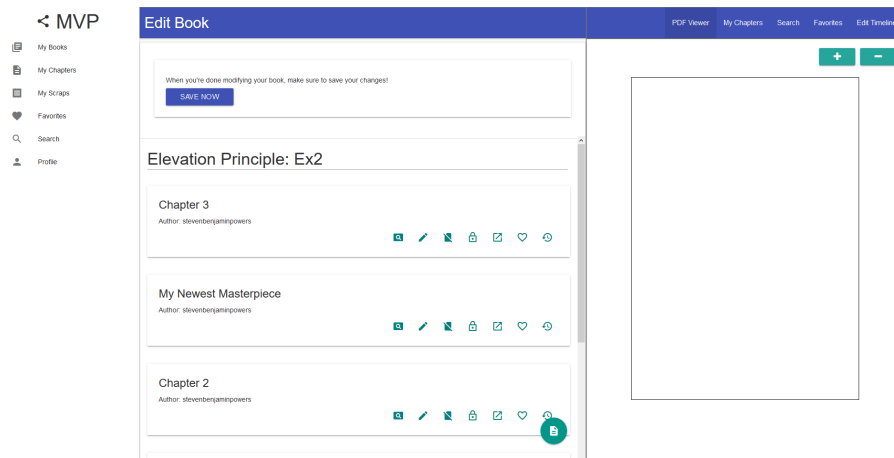 MVP
My Books
My Chapters
My Scraps
Favorites
Search
Profile
Edit Book
When you're done modifying your book, make sure to save your changes!
SAVE NOW
Elevation Principle: Ex2
Chapter 3
Author: stevenbenjaminpowers
My Newest Masterpiece
Author: stevenbenjaminpowers
Chapter 2
Author: stevenbenjaminpowers
PDF Viewer My Chapters Search Favorites Edit Timeline